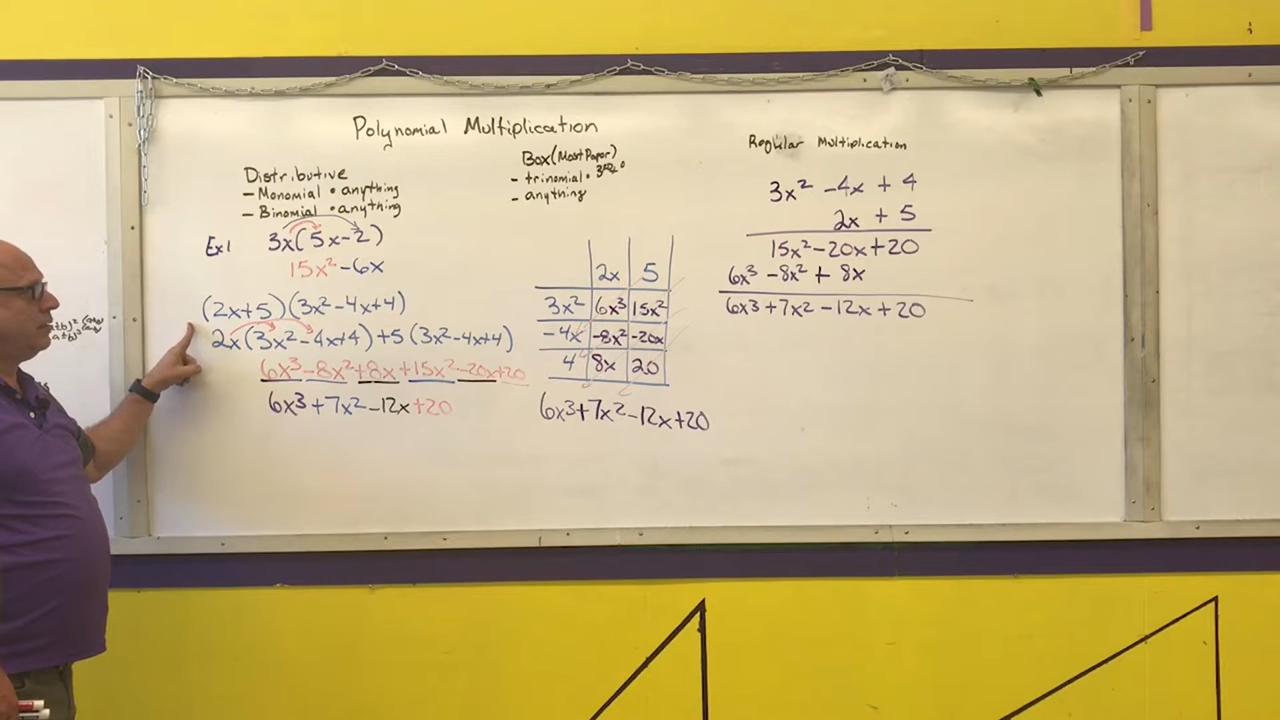 Polynomial Multiplication
Distributive
- Monomial • anything
- Binomial • anything
Ex 1 3x(5x-2)
15x² -6x
(2x+5)(3x²-4x+4)
2x(3x²-4x+4)+5(3x²-4x+4)
6x³-8x²+8x+15x²-20x+20
6x³+7x²-12x+20
Box (Most Paper)
- trinomial •
- anything
2x 5
3x² 6x³ 15x²
-4x -8x² -20x
4 8x 20
6x³+7x²-12x+20
Regular Multiplication
3x² -4x + 4
2x + 5
15x²-20x+20
6x³ -8x² + 8x
6x³+7x²-12x+20